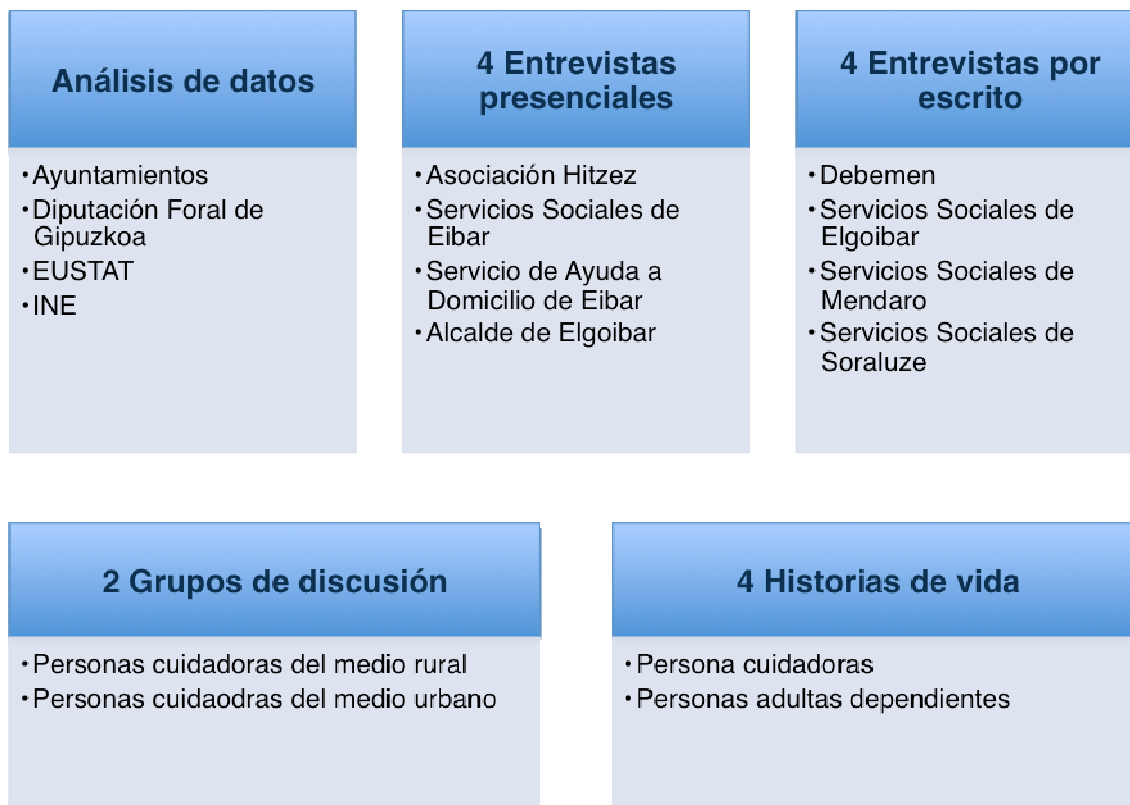 Análisis de datos
•Ayuntamientos
•Diputación Foral de
Gipuzkoa
•EUSTAT
•INE
4 Entrevistas
presenciales
•Asociación Hitzez
•Servicios Sociales de
Eibar
•Servicio de Ayuda a
Domicilio de Eibar
•Alcalde de Elgoibar
4 Entrevistas por
escrito
•Debemen
•Servicios Sociales de
Elgoibar
•Servicios Sociales de
Mendaro
•Servicios Sociales de
Soraluze
2 Grupos de discusión
•Personas cuidadoras del medio rural
•Personas cuidaodras del medio urbano
4 Historias de vida
•Persona cuidadoras
•Personas adultas dependientes